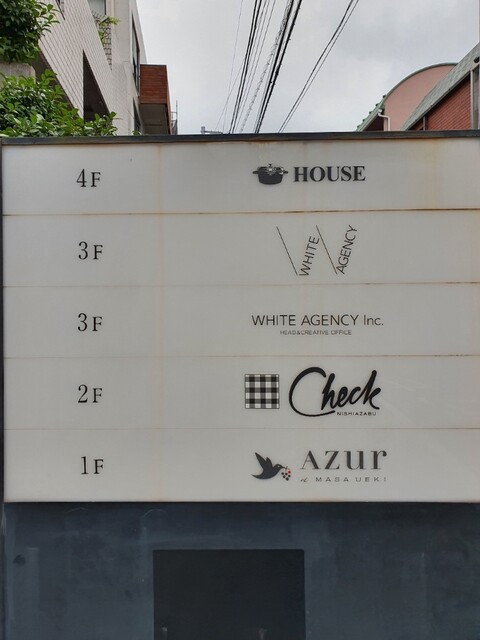 4F HOUSE
3F WHITE AGENCY
3F WHITE AGENCY Inc.
HEAD&CREATIVE OFFICE
2F Check
NISHIAZABU
1F AZUR
et MASA UEKI